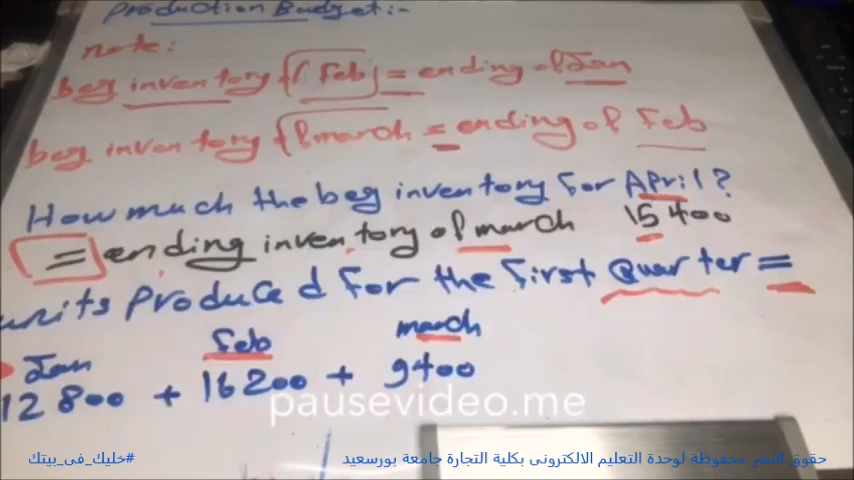 Production Budget:-
note:
beg inventory of (Feb) = ending of Jan
beg inventory of march = ending of Feb
How much the beg inventory for April?
= ending inventory of march 15400
units Produced for the first Quarter =
Jan Feb march
12800 + 16200 + 9400
pausevideo.me
حقوق النشر محفوظة لوحدة التعليم الالكترونى بكلية التجارة جامعة بورسعيد #خليك_فى_بيتك